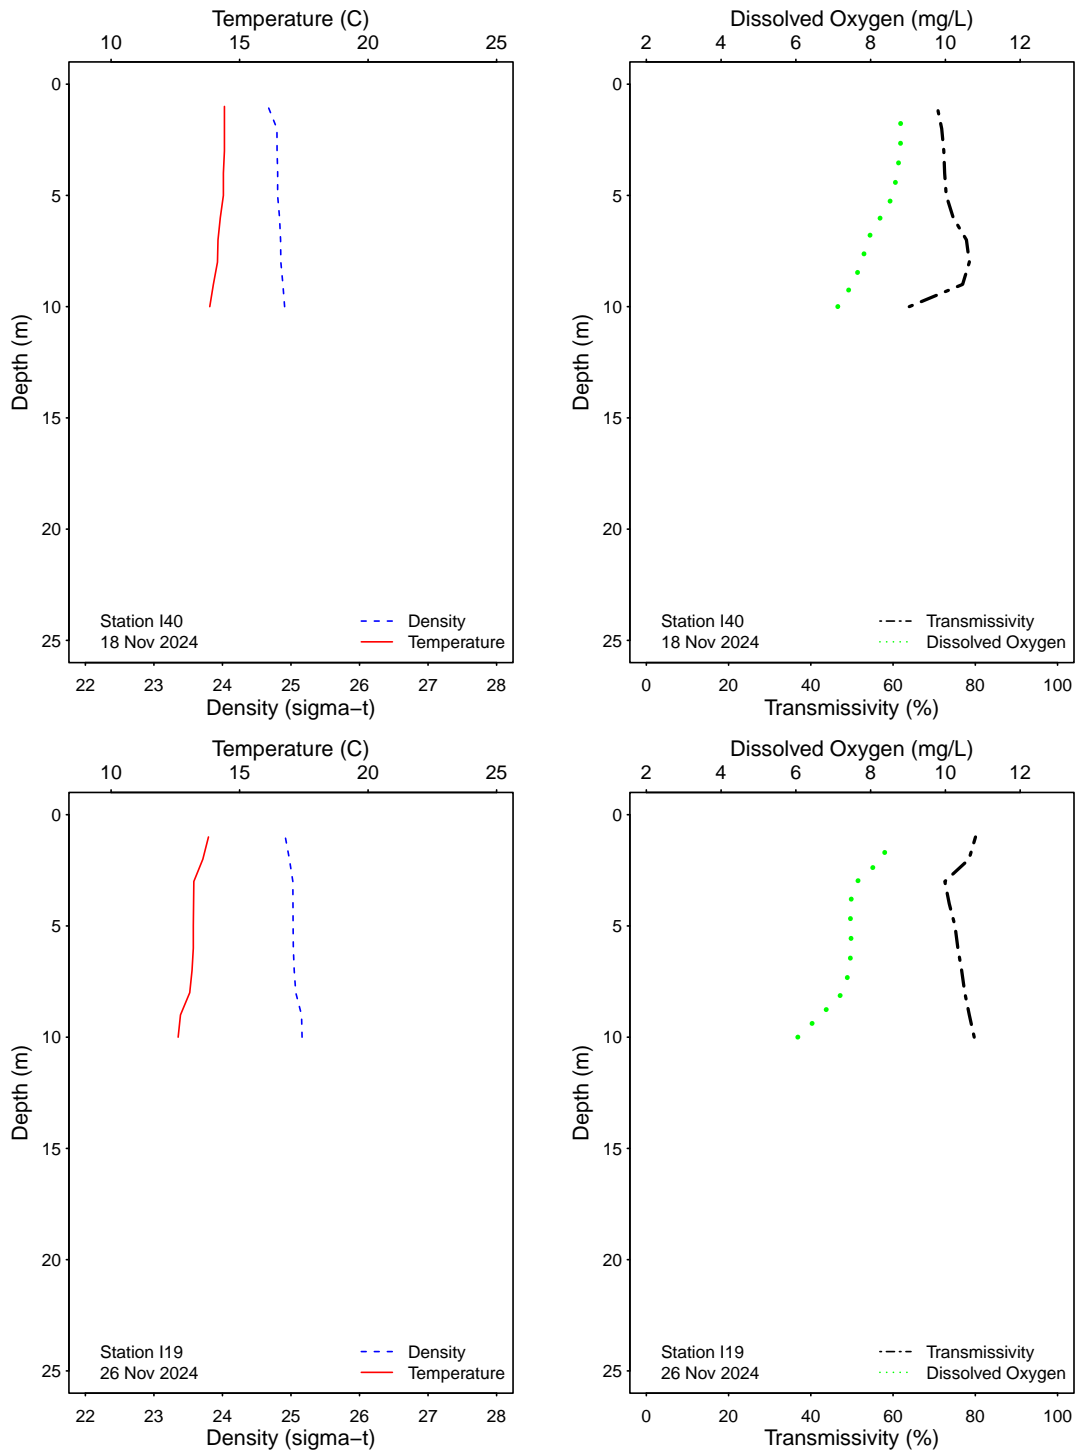 Temperature (C)
10 15 20 25
0
5
10
15
20
25
Depth (m)
Station I40
18 Nov 2024
Density
Temperature
22 23 24 25 26 27 28
Density (sigma−t)
Dissolved Oxygen (mg/L)
2 4 6 8 10 12
0
5
10
15
20
25
Depth (m)
Station I40
18 Nov 2024
Transmissivity
Dissolved Oxygen
0 20 40 60 80 100
Transmissivity (%)
Temperature (C)
10 15 20 25
0
5
10
15
20
25
Depth (m)
Station I19
26 Nov 2024
Density
Temperature
22 23 24 25 26 27 28
Density (sigma−t)
Dissolved Oxygen (mg/L)
2 4 6 8 10 12
0
5
10
15
20
25
Depth (m)
Station I19
26 Nov 2024
Transmissivity
Dissolved Oxygen
0 20 40 60 80 100
Transmissivity (%)